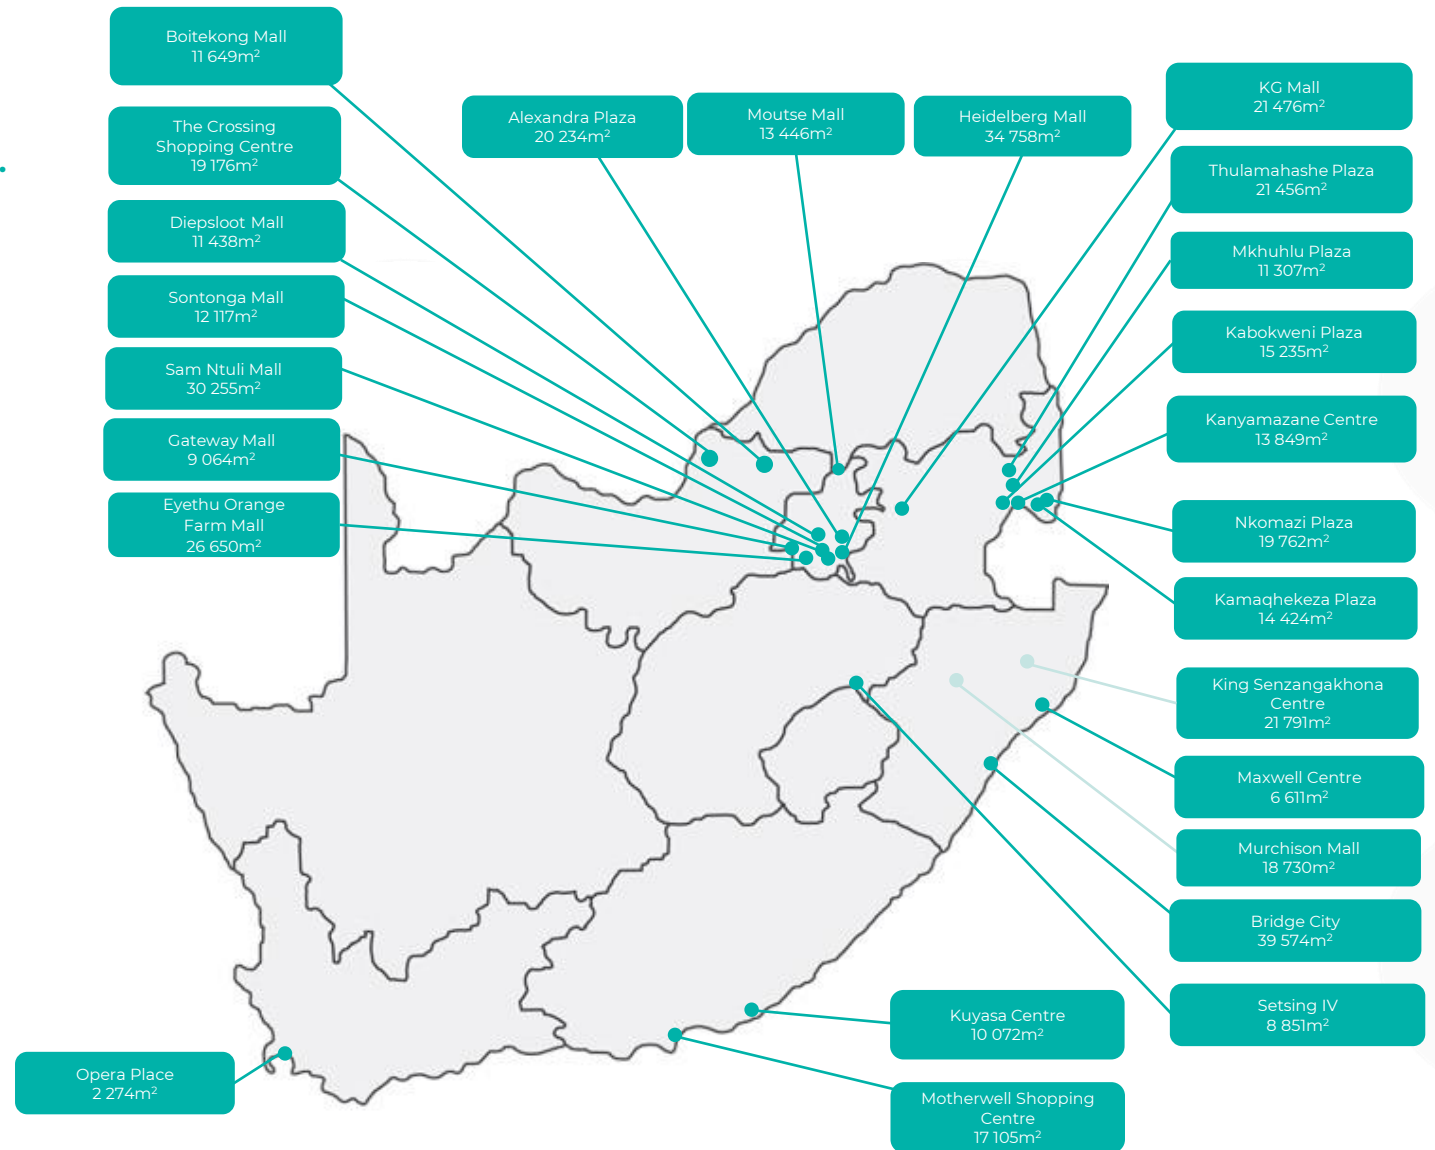 Boitekong Mall
11 649m²
The Crossing
Shopping Centre
19 176m²
Diepsloot Mall
11 438m²
Sontonga Mall
12 117m²
Sam Ntuli Mall
30 255m²
Gateway Mall
9 064m²
Eyethu Orange
Farm Mall
26 650m²
Alexandra Plaza
20 234m²
Moutse Mall
13 446m²
Heidelberg Mall
34 758m²
KG Mall
21 476m²
Thulamahashe Plaza
21 456m²
Mkhuhlu Plaza
11 307m²
Kabokweni Plaza
15 235m²
Kanyamazane Centre
13 849m²
Nkomazi Plaza
19 762m²
Kamaqhekeza Plaza
14 424m²
King Senzangakhona
Centre
21 791m²
Maxwell Centre
6 611m²
Murchison Mall
18 730m²
Bridge City
39 574m²
Setsing IV
8 851m²
Kuyasa Centre
10 072m²
Motherwell Shopping
Centre
17 105m²
Opera Place
2 274m²